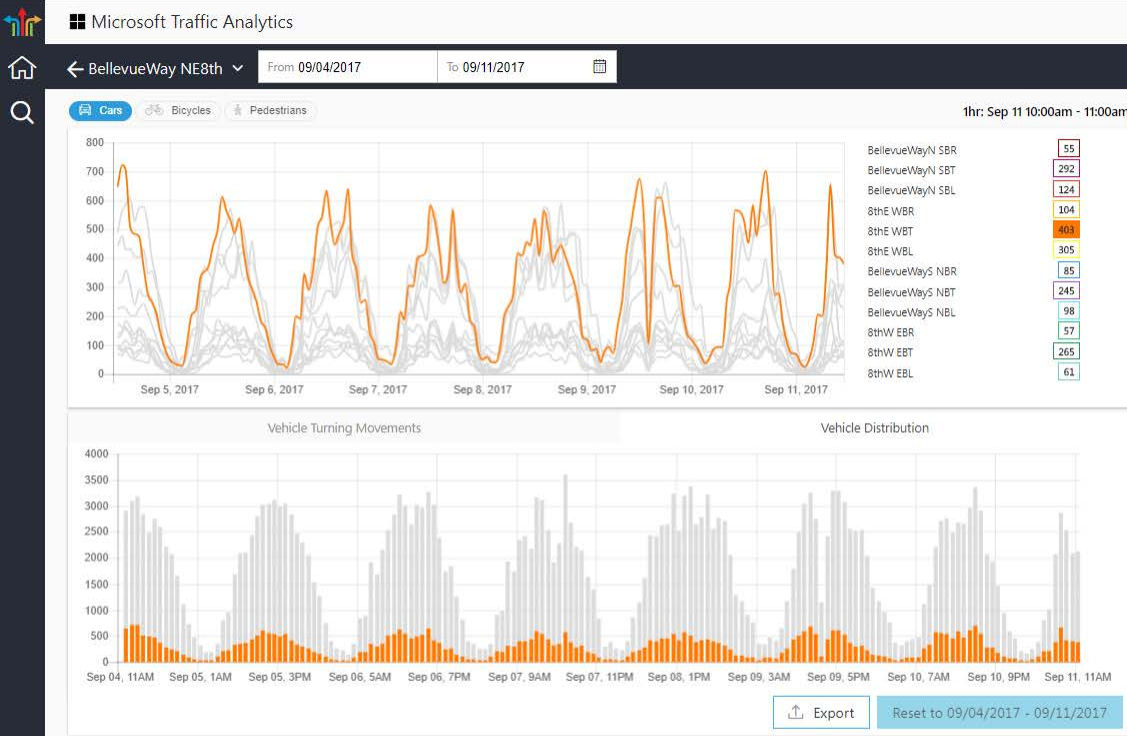 Microsoft Traffic Analytics
BellevueWay NE8th
From 09/04/2017
To 09/11/2017
Cars
Bicycles
Pedestrians
1hr: Sep 11 10:00am - 11:00am
800
700
600
500
400
300
200
100
0
Sep 5, 2017 Sep 6, 2017 Sep 7, 2017 Sep 8, 2017 Sep 9, 2017 Sep 10, 2017 Sep 11, 2017
BellevueWayN SBR 55
BellevueWayN SBT 292
BellevueWayN SBL 124
8thE WBR 104
8thE WBT 403
8thE WBL 305
BellevueWayS NBR 85
BellevueWayS NBT 245
BellevueWayS NBL 98
8thW EBR 57
8thW EBT 265
8thW EBL 61
Vehicle Turning Movements
Vehicle Distribution
4000
3500
3000
2500
2000
1500
1000
500
0
Sep 04, 11AM Sep 05, 1AM Sep 05, 3PM Sep 06, 5AM Sep 06, 7PM Sep 07, 9AM Sep 07, 11PM Sep 08, 1PM Sep 09, 3AM Sep 09, 5PM Sep 10, 7AM Sep 10, 9PM Sep 11, 11AM
Export
Reset to 09/04/2017 - 09/11/2017